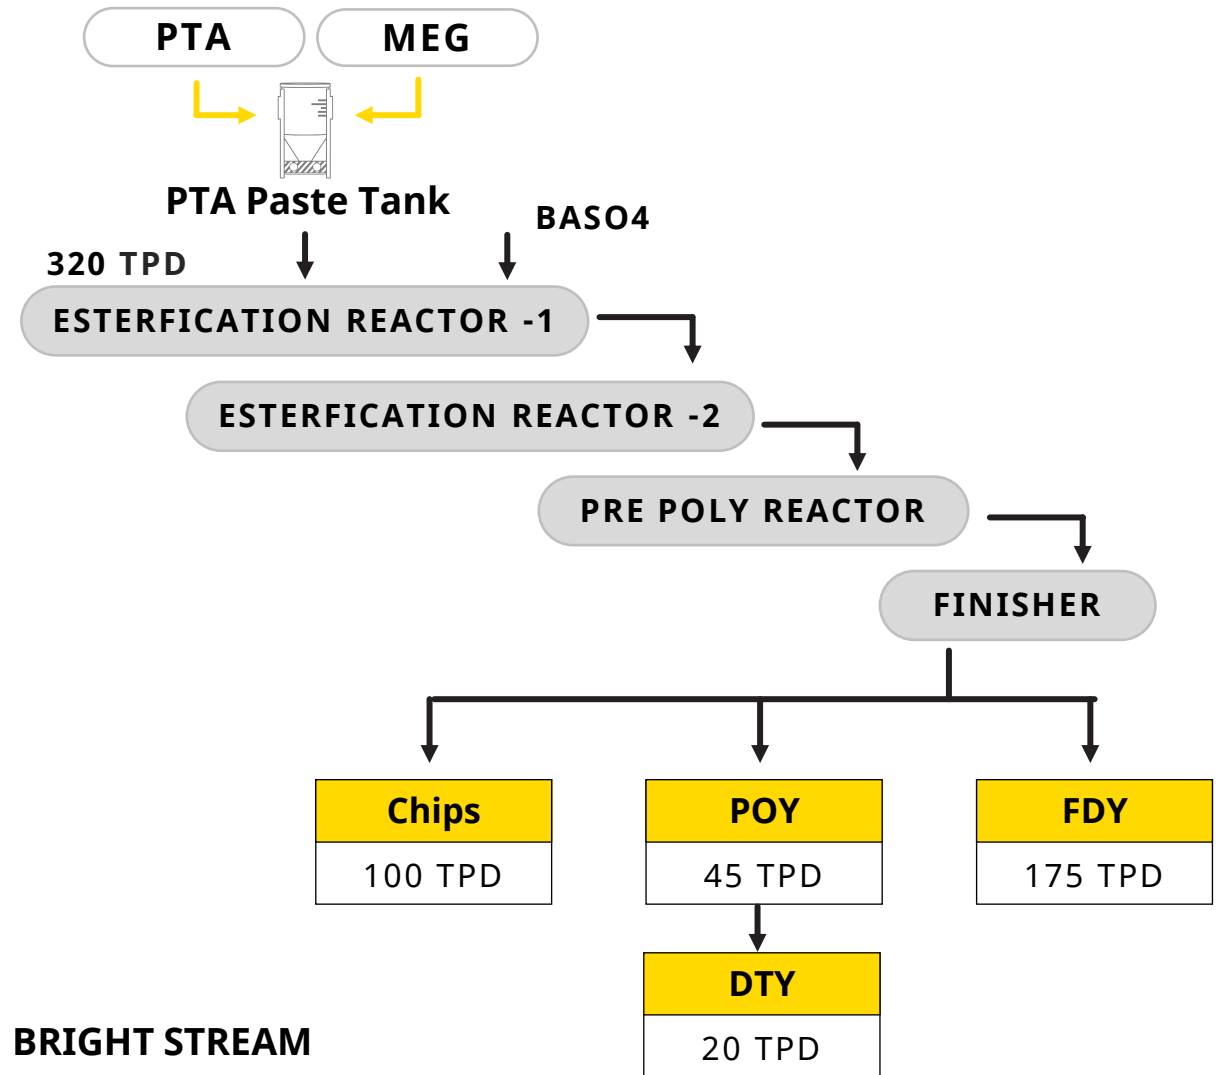 PTA
MEG
PTA Paste Tank
BASO4
320 TPD
ESTERFICATION REACTOR -1
ESTERFICATION REACTOR -2
PRE POLY REACTOR
FINISHER
Chips
POY
FDY
100 TPD
45 TPD
175 TPD
DTY
20 TPD
BRIGHT STREAM